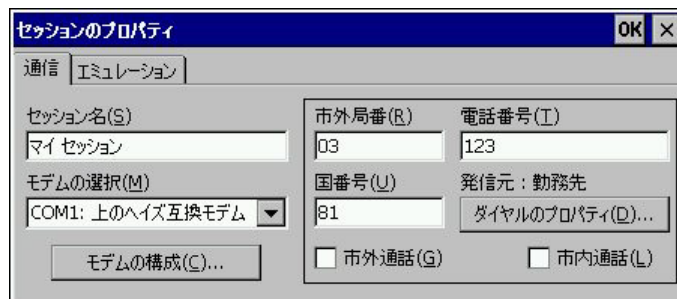 セッションのプロパティ OK ×
通信 エミュレーション
セッション名(S) 市外局番(R) 電話番号(T)
マイ セッション 03 123
モデムの選択(M) 国番号(U) 発信元：勤務先
COM1: 上のヘイズ互換モデム 81 ダイヤルのプロパティ(D)...
モデムの構成(C)... 市外通話(G) 市内通話(L)